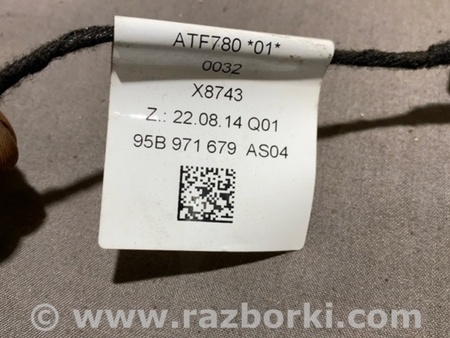 ATF780 *01*
0032
X8743
Z.: 22.08.14 Q01
95B 971 679 AS04
© www.razborki.com